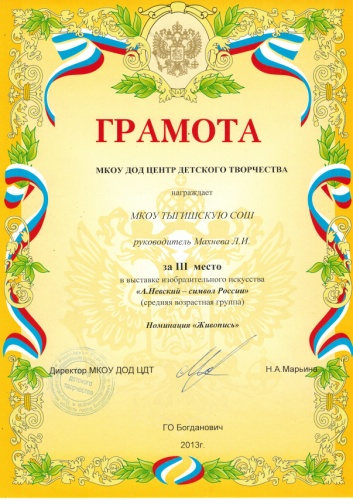 ГРАМОТА
МКОУ ДОД ЦЕНТР ДЕТСКОГО ТВОРЧЕСТВА
награждает
МКОУ ТЫГИШСКУЮ СОШ
руководитель Махнева Л.И.
за III место
в выставке изобразительного искусства
«А.Невский – символ России»
(средняя возрастная группа)
Номинация «Живопись»
Директор МКОУ ДОД ЦДТ
Н.А.Марьина
ГО Богданович
2013г.